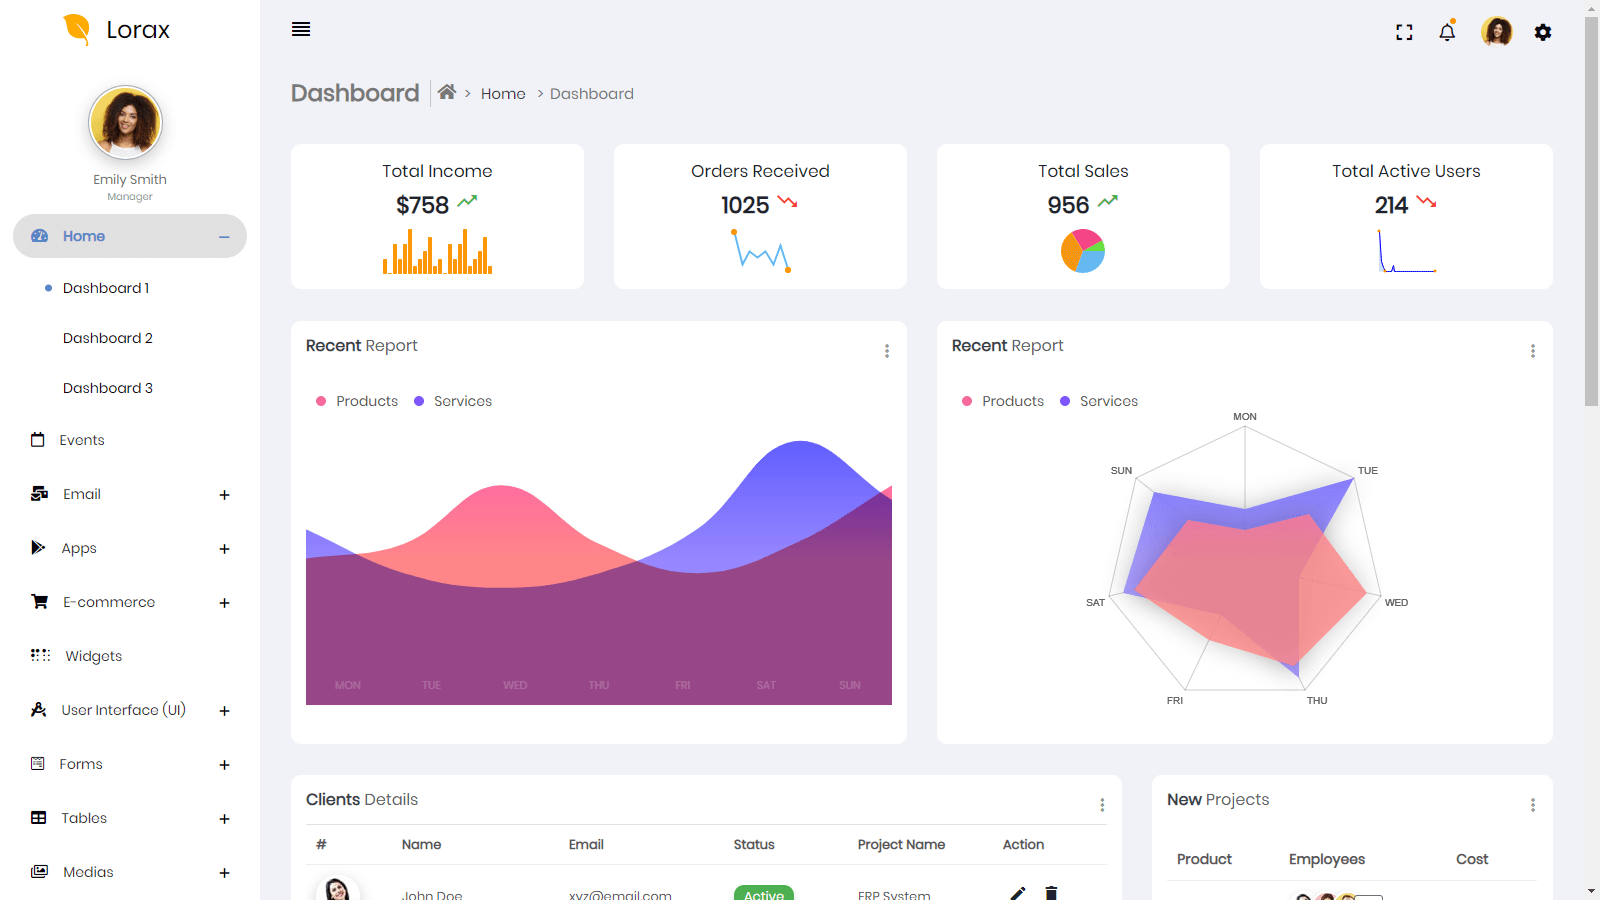 Lorax
Emily Smith
Manager
Home
Dashboard 1
Dashboard 2
Dashboard 3
Events
Email
Apps
E-commerce
Widgets
User Interface (UI)
Forms
Tables
Medias
Dashboard > Home > Dashboard
Total Income
$758
Orders Received
1025
Total Sales
956
Total Active Users
214
Recent Report
Products Services
MON TUE WED THU FRI SAT SUN
Recent Report
Products Services
MON
TUE
WED
THU
FRI
SAT
SUN
Clients Details
# Name Email Status Project Name Action
John Doe xyz@email.com Active ERP System
New Projects
Product Employees Cost